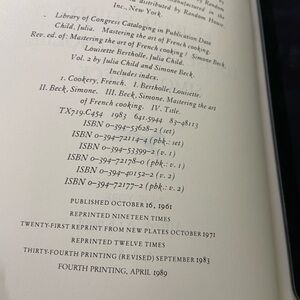 manufactured in the
distributed by Random House
Inc., New York.
Library of Congress Cataloging in Publication Data
Child, Julia. Mastering the art of French cooking.
Rev. ed. of: Mastering the art of French cooking / Simone Beck,
Louisette Bertholle, Julia Child.
Vol. 2 by Julia Child and Simone Beck.
Includes index.
1. Cookery, French. I. Bertholle, Louisette.
II. Beck, Simone. III. Beck, Simone. Mastering the art
of French cooking. IV. Title.
TX719.C454 1983 641.5944 83-48113
ISBN 0-394-53628-2 (set)
ISBN 0-394-72114-4 (pbk.: set)
ISBN 0-394-53399-2 (v. 1)
ISBN 0-394-72178-0 (pbk.: v. 1)
ISBN 0-394-40152-2 (v. 2)
ISBN 0-394-72177-2 (pbk.: v. 2)
PUBLISHED OCTOBER 16, 1961
REPRINTED NINETEEN TIMES
TWENTY-FIRST REPRINT FROM NEW PLATES OCTOBER 1971
REPRINTED TWELVE TIMES
THIRTY-FOURTH PRINTING (REVISED) SEPTEMBER 1983
FOURTH PRINTING, APRIL 1989